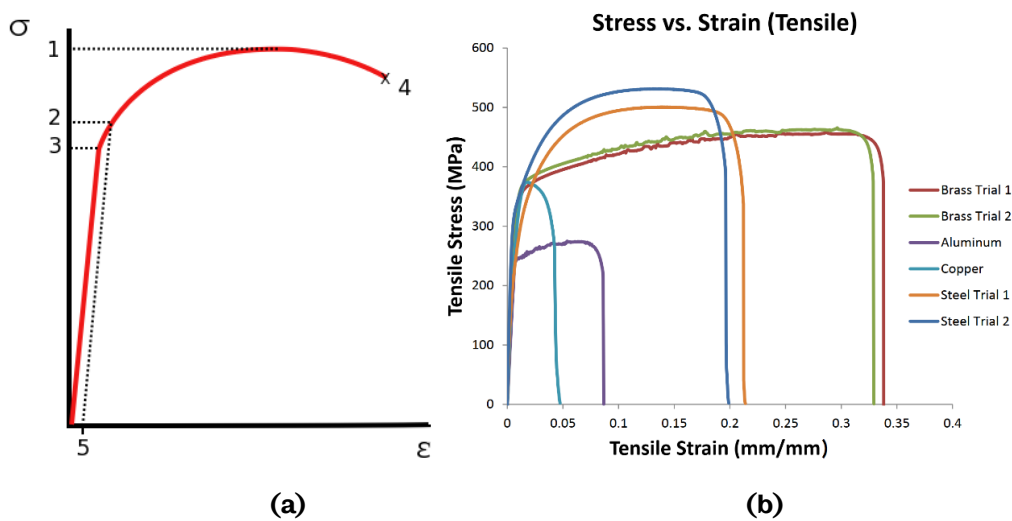 σ
1
2
3
4
5
ε
(a)
Stress vs. Strain (Tensile)
Tensile Stress (MPa)
600
500
400
300
200
100
0
0 0.05 0.1 0.15 0.2 0.25 0.3 0.35 0.4
Tensile Strain (mm/mm)
Brass Trial 1
Brass Trial 2
Aluminum
Copper
Steel Trial 1
Steel Trial 2
(b)